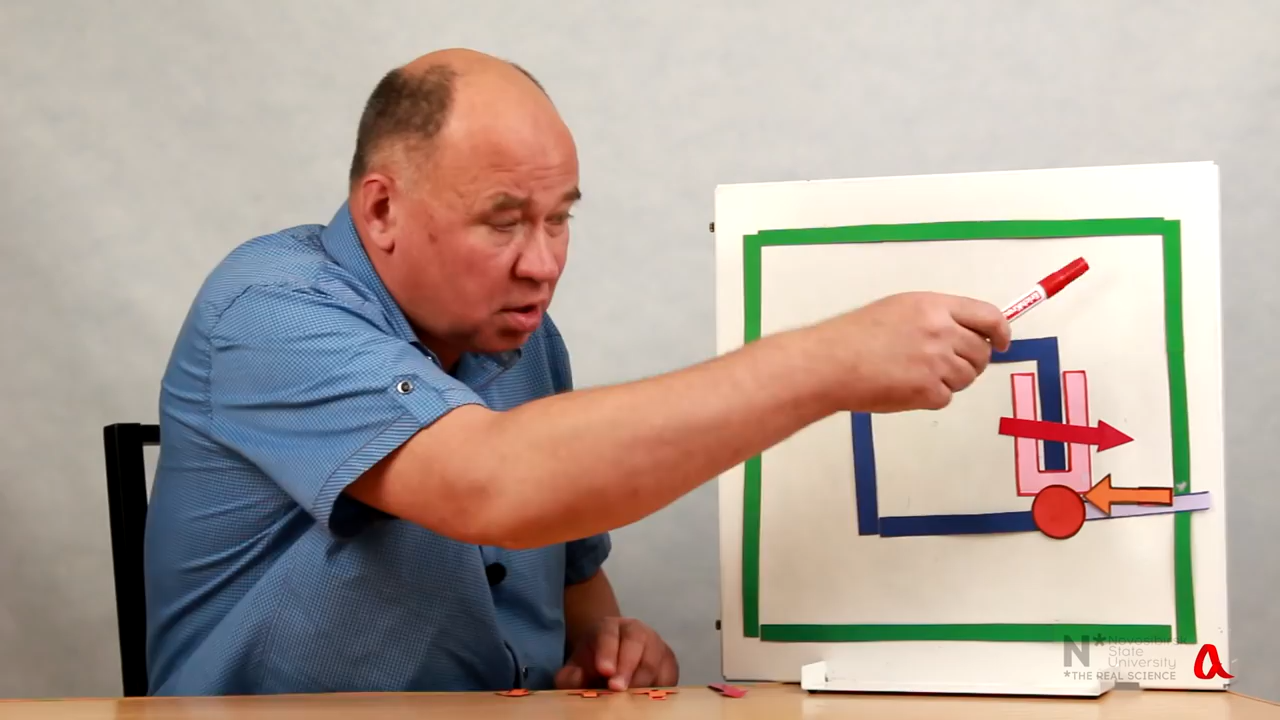 N*
Novosibirsk
State
University
*THE REAL SCIENCE